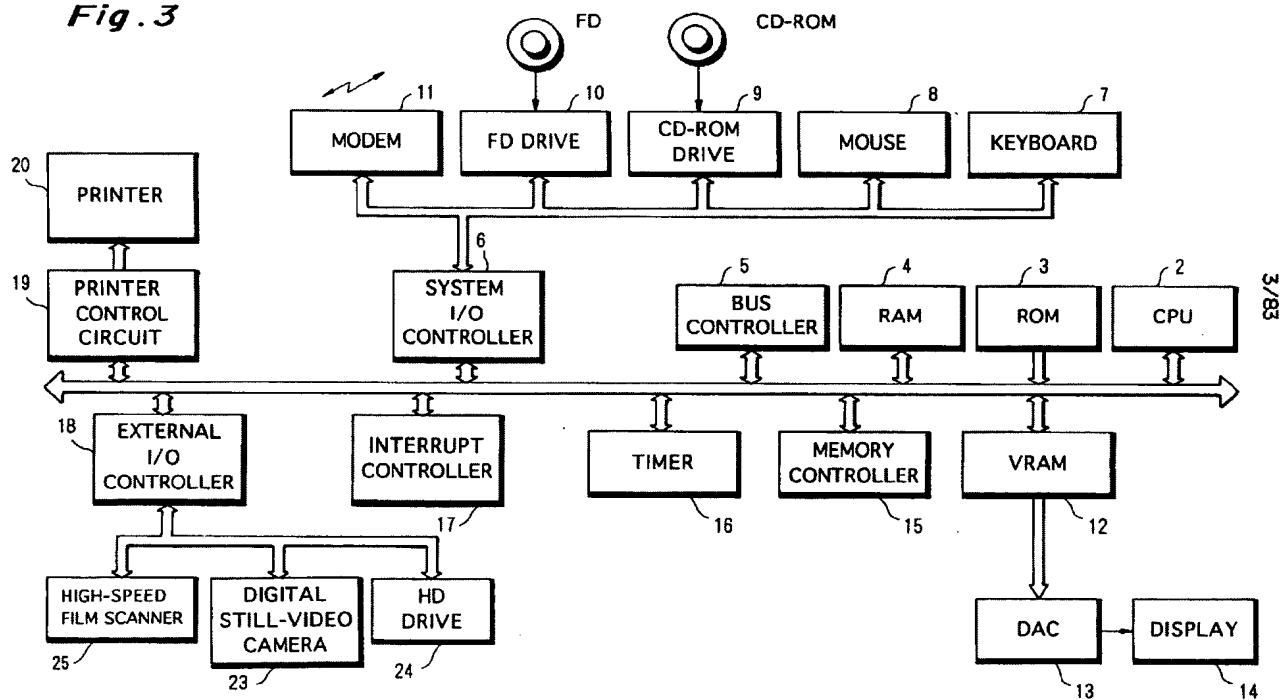 Fig. 3
FD
CD-ROM
11
10
9
8
7
MODEM
FD DRIVE
CD-ROM
DRIVE
MOUSE
KEYBOARD
20
PRINTER
19
PRINTER
CONTROL
CIRCUIT
6
SYSTEM
I/O
CONTROLLER
5
BUS
CONTROLLER
4
RAM
3
ROM
2
CPU
3/83
18
EXTERNAL
I/O
CONTROLLER
INTERRUPT
CONTROLLER
17
TIMER
16
MEMORY
CONTROLLER
15
VRAM
12
HIGH-SPEED
FILM SCANNER
25
DIGITAL
STILL-VIDEO
CAMERA
23
HD
DRIVE
24
DAC
13
DISPLAY
14